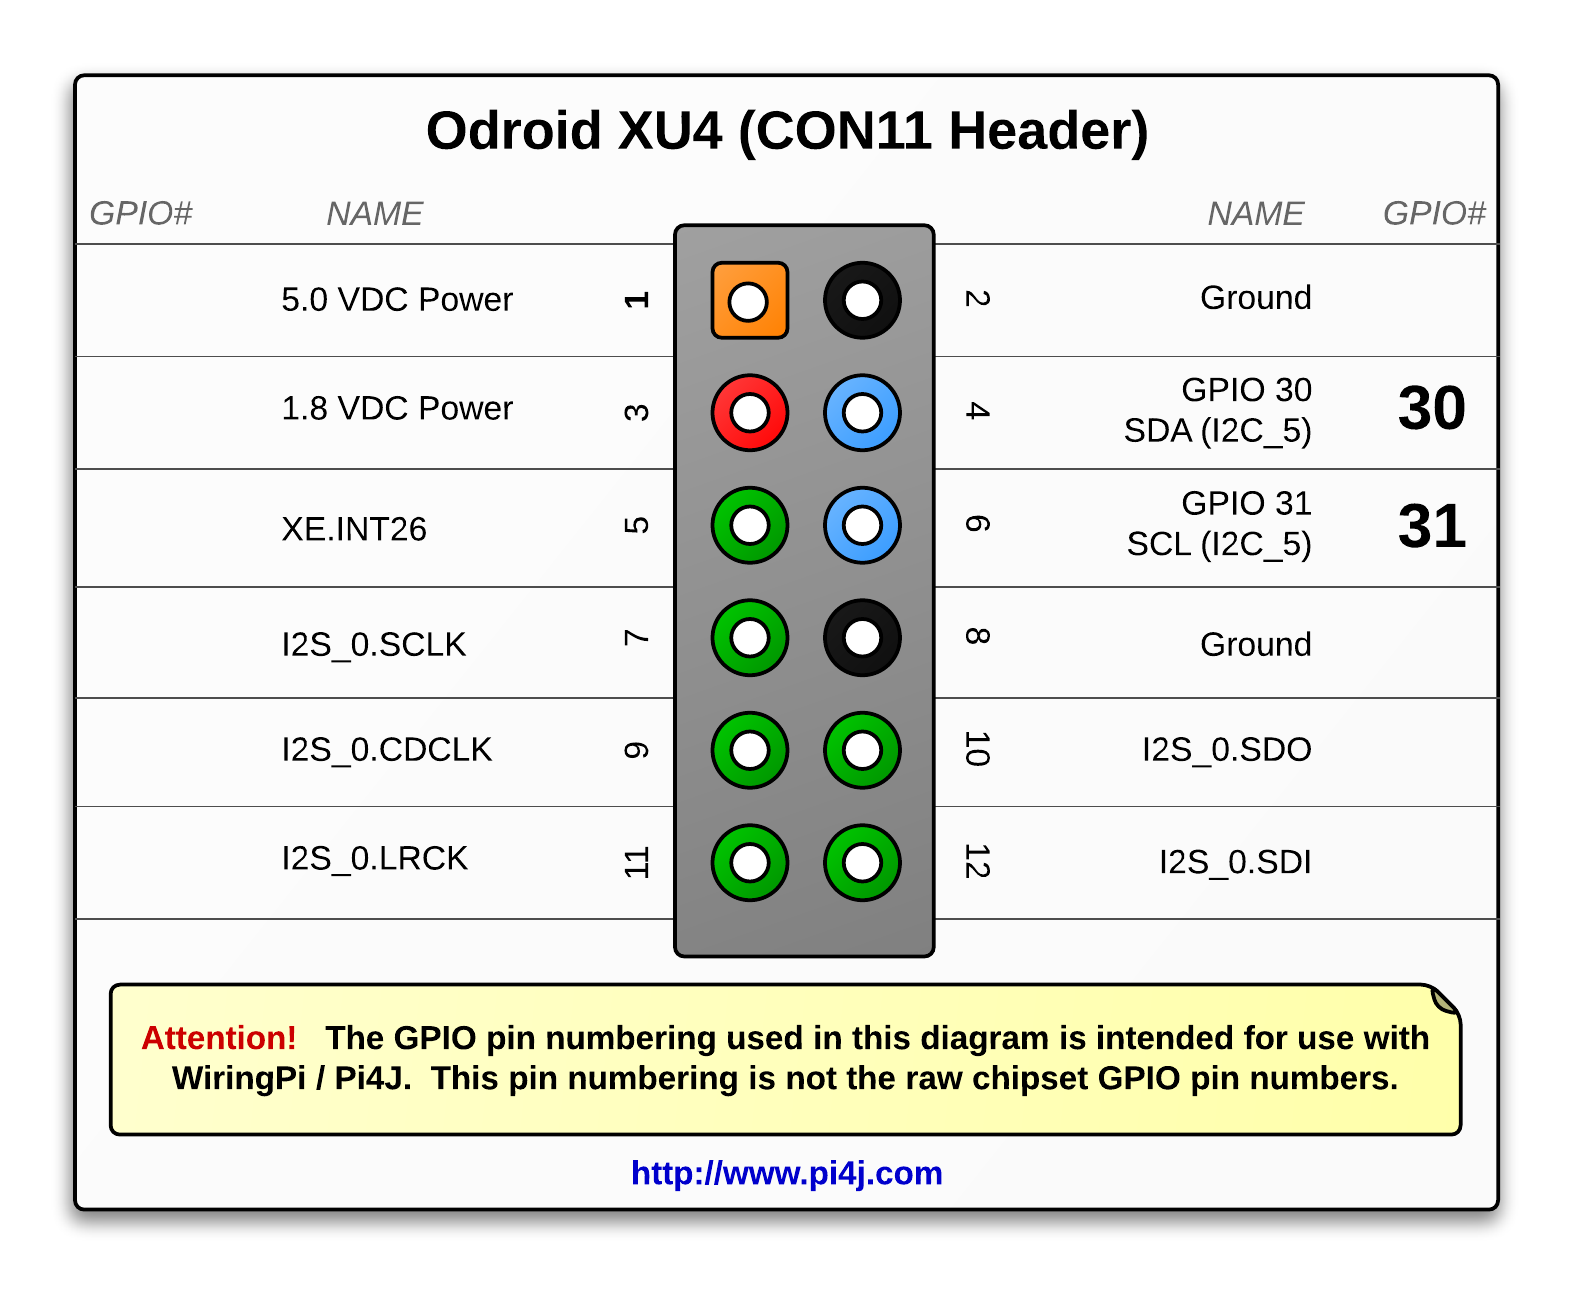 Odroid XU4 (CON11 Header)
GPIO# NAME NAME GPIO#
5.0 VDC Power 1 2 Ground
1.8 VDC Power 3 4 GPIO 30 SDA (I2C_5) 30
XE.INT26 5 6 GPIO 31 SCL (I2C_5) 31
I2S_0.SCLK 7 8 Ground
I2S_0.CDCLK 9 10 I2S_0.SDO
I2S_0.LRCK 11 12 I2S_0.SDI
Attention! The GPIO pin numbering used in this diagram is intended for use with
WiringPi / Pi4J. This pin numbering is not the raw chipset GPIO pin numbers.
http://www.pi4j.com